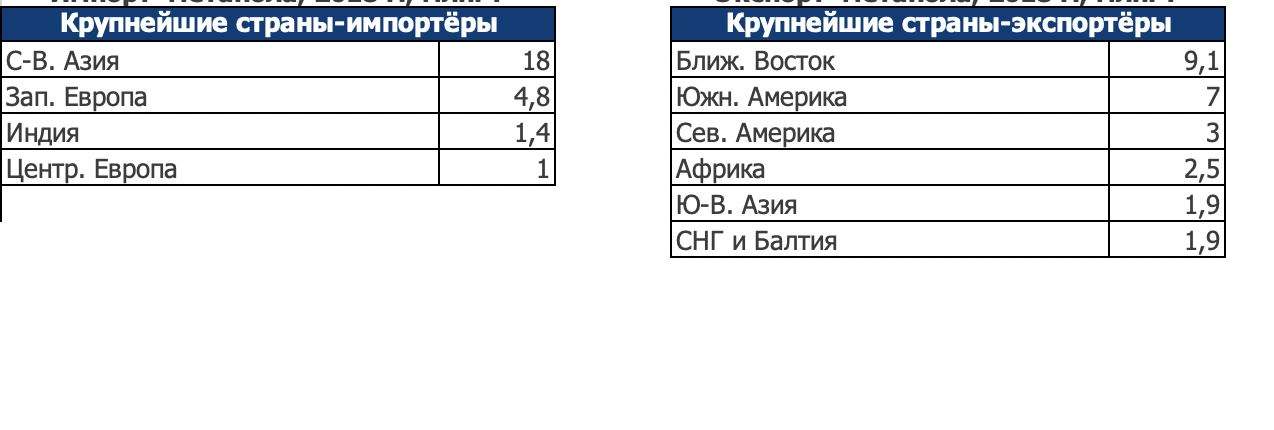 Крупнейшие страны-импортёры
С-В. Азия 18
Зап. Европа 4,8
Индия 1,4
Центр. Европа 1
Крупнейшие страны-экспортёры
Ближ. Восток 9,1
Южн. Америка 7
Сев. Америка 3
Африка 2,5
Ю-В. Азия 1,9
СНГ и Балтия 1,9